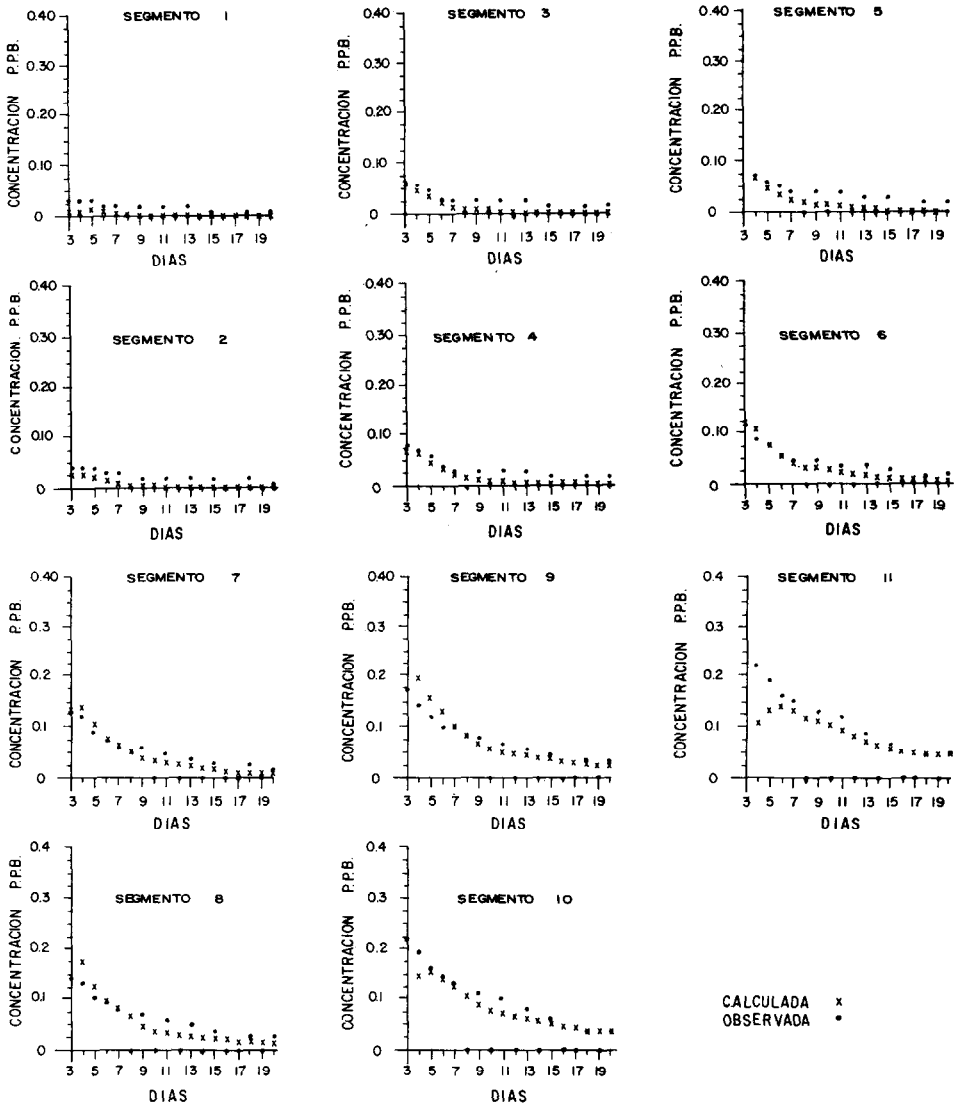 SEGMENTO 1
CONCENTRACION P.P.B.
0.40
0.30
0.20
0.10
0
3 5 7 9 11 13 15 17 19
DIAS
SEGMENTO 3
CONCENTRACION P.P.B.
0.40
0.30
0.20
0.10
0
3 5 7 9 11 13 15 17 19
DIAS
SEGMENTO 5
CONCENTRACION P.P.B.
0.40
0.30
0.20
0.10
0
3 5 7 9 11 13 15 17 19
DIAS
SEGMENTO 2
CONCENTRACION. P.P.B.
0.40
0.30
0.20
0.10
0
3 5 7 9 11 13 15 17 19
DIAS
SEGMENTO 4
CONCENTRACION P.P.B.
0.40
0.30
0.20
0.10
0
3 5 7 9 11 13 15 17 19
DIAS
SEGMENTO 6
CONCENTRACION P.P.B.
0.40
0.30
0.20
0.10
0
3 5 7 9 11 13 15 17 19
DIAS
SEGMENTO 7
CONCENTRACION P.P.B.
0.40
0.3
0.2
0.1
0
3 5 7 9 11 13 15 17 19
DIAS
SEGMENTO 9
CONCENTRACION P.P.B.
0.40
0.3
0.2
0.1
0
3 5 7 9 11 13 15 17 19
DIAS
SEGMENTO 11
CONCENTRACION P.P.B.
0.4
0.3
0.2
0.1
0
3 5 7 9 11 13 15 17 19
DIAS
SEGMENTO 8
CONCENTRACION P.P.B.
0.4
0.3
0.2
0.1
0
3 5 7 9 11 13 15 17 19
DIAS
SEGMENTO 10
CONCENTRACION P.P.B.
0.4
0.3
0.2
0.1
0
3 5 7 9 11 13 15 17 19
DIAS
CALCULADA x
OBSERVADA •